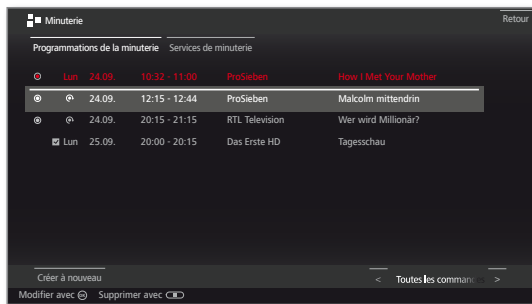 Minuterie Retour
Programmations de la minuterie Services de minuterie
Lun 24.09. 10:32 - 11:00 ProSieben How I Met Your Mother
24.09. 12:15 - 12:44 ProSieben Malcolm mittendrin
24.09. 20:15 - 21:15 RTL Television Wer wird Millionär?
Lun 25.09. 20:00 - 20:15 Das Erste HD Tagesschau
Créer à nouveau < Toutes les commandes >
Modifier avec OK Supprimer avec